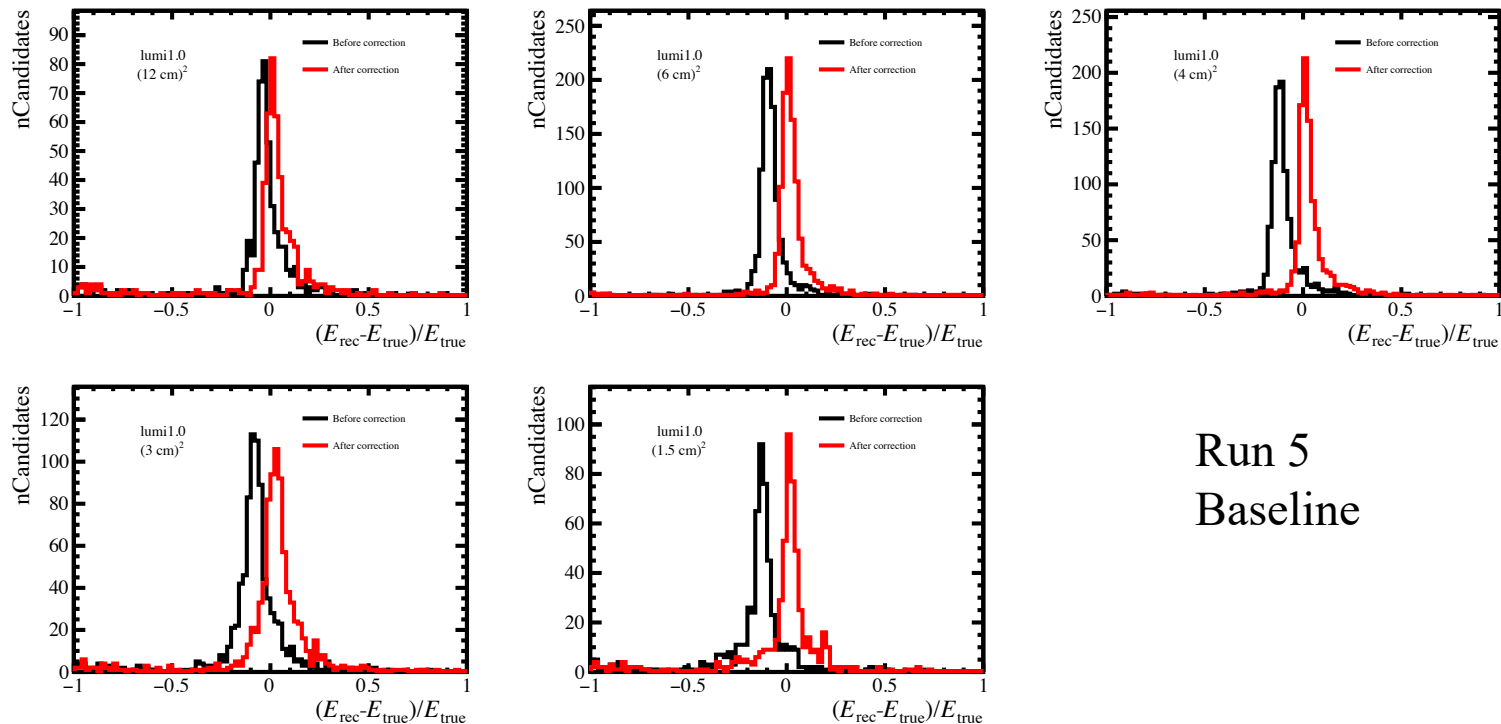 nCandidates
90
80
70
60
50
40
30
20
10
0
lumi1.0
(12 cm)²
Before correction
After correction
−1 −0.5 0 0.5 1
(E_rec-E_true)/E_true
nCandidates
250
200
150
100
50
0
lumi1.0
(6 cm)²
Before correction
After correction
−1 −0.5 0 0.5 1
(E_rec-E_true)/E_true
nCandidates
250
200
150
100
50
0
lumi1.0
(4 cm)²
Before correction
After correction
−1 −0.5 0 0.5 1
(E_rec-E_true)/E_true
nCandidates
120
100
80
60
40
20
0
lumi1.0
(3 cm)²
Before correction
After correction
−1 −0.5 0 0.5 1
(E_rec-E_true)/E_true
nCandidates
100
80
60
40
20
0
lumi1.0
(1.5 cm)²
Before correction
After correction
−1 −0.5 0 0.5 1
(E_rec-E_true)/E_true
Run 5
Baseline